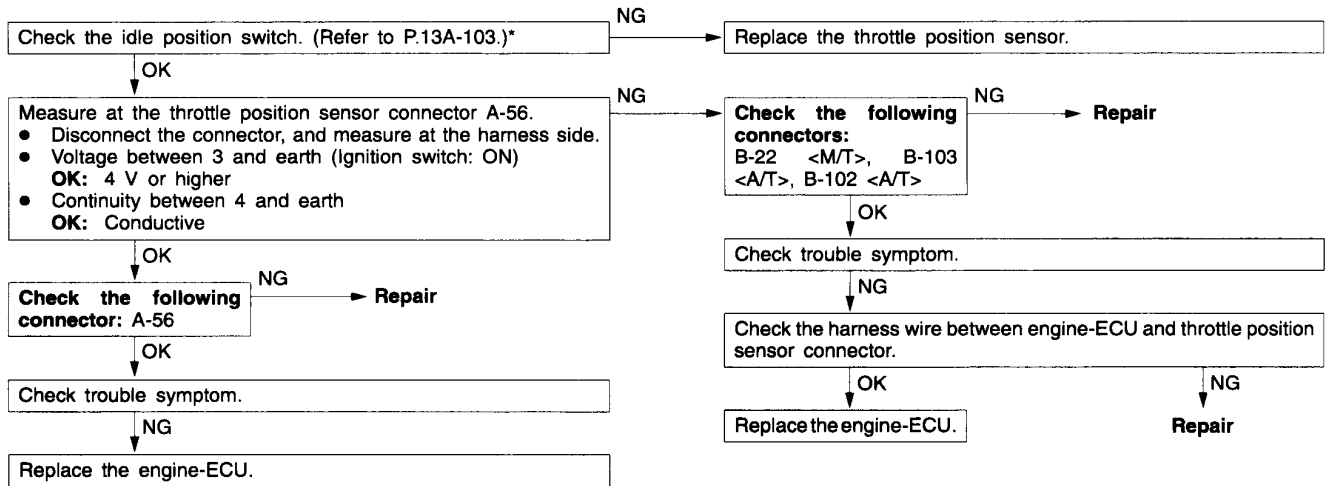 Check the idle position switch. (Refer to P.13A-103.)*
NG
Replace the throttle position sensor.
OK
Measure at the throttle position sensor connector A-56.
● Disconnect the connector, and measure at the harness side.
● Voltage between 3 and earth (Ignition switch: ON)
OK: 4 V or higher
● Continuity between 4 and earth
OK: Conductive
NG
Check the following
connectors:
B-22 <M/T>, B-103
<A/T>, B-102 <A/T>
NG
Repair
OK
Check the following
connector: A-56
NG
Repair
OK
Check trouble symptom.
NG
Replace the engine-ECU.
OK
Check trouble symptom.
NG
Check the harness wire between engine-ECU and throttle position
sensor connector.
OK
Replace the engine-ECU.
NG
Repair